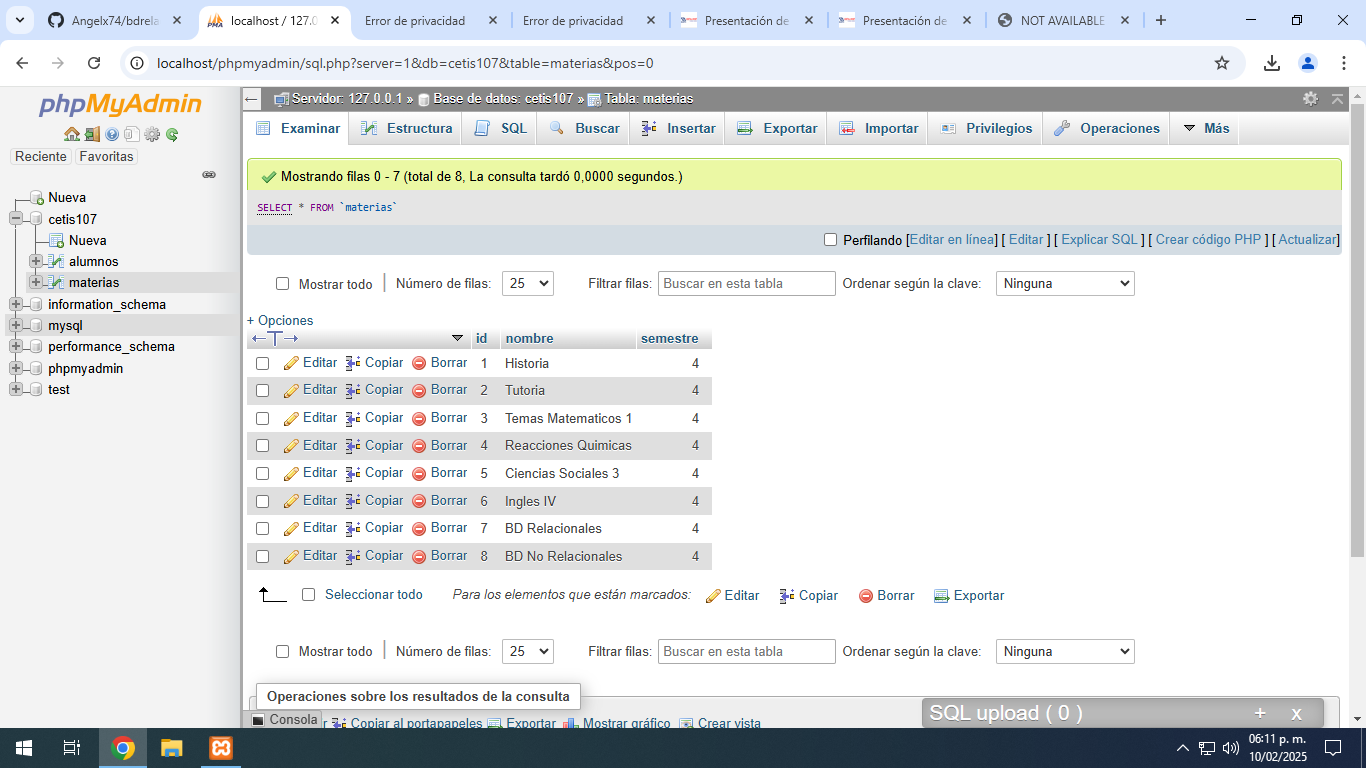 Angelx74/bdrela
localhost / 127.0
Error de privacidad
Error de privacidad
Presentación de
Presentación de
NOT AVAILABLE
localhost/phpmyadmin/sql.php?server=1&db=cetis107&table=materias&pos=0
phpMyAdmin
Reciente Favoritas
Nueva
cetis107
Nueva
alumnos
materias
information_schema
mysql
performance_schema
phpmyadmin
test
Servidor: 127.0.0.1 » Base de datos: cetis107 » Tabla: materias
Examinar Estructura SQL Buscar Insertar Exportar Importar Privilegios Operaciones Más
Mostrando filas 0 - 7 (total de 8, La consulta tardó 0,0000 segundos.)
SELECT * FROM `materias`
Perfilando [Editar en línea] [ Editar ] [ Explicar SQL ] [ Crear código PHP ] [ Actualizar]
Mostrar todo Número de filas: 25 Filtrar filas: Buscar en esta tabla Ordenar según la clave: Ninguna
+ Opciones
id nombre semestre
Editar Copiar Borrar 1 Historia 4
Editar Copiar Borrar 2 Tutoria 4
Editar Copiar Borrar 3 Temas Matematicos 1 4
Editar Copiar Borrar 4 Reacciones Quimicas 4
Editar Copiar Borrar 5 Ciencias Sociales 3 4
Editar Copiar Borrar 6 Ingles IV 4
Editar Copiar Borrar 7 BD Relacionales 4
Editar Copiar Borrar 8 BD No Relacionales 4
Seleccionar todo Para los elementos que están marcados: Editar Copiar Borrar Exportar
Mostrar todo Número de filas: 25 Filtrar filas: Buscar en esta tabla Ordenar según la clave: Ninguna
Operaciones sobre los resultados de la consulta
Consola
Copiar al portapapeles Exportar Mostrar gráfico Crear vista
SQL upload ( 0 ) + x
06:11 p. m.
10/02/2025